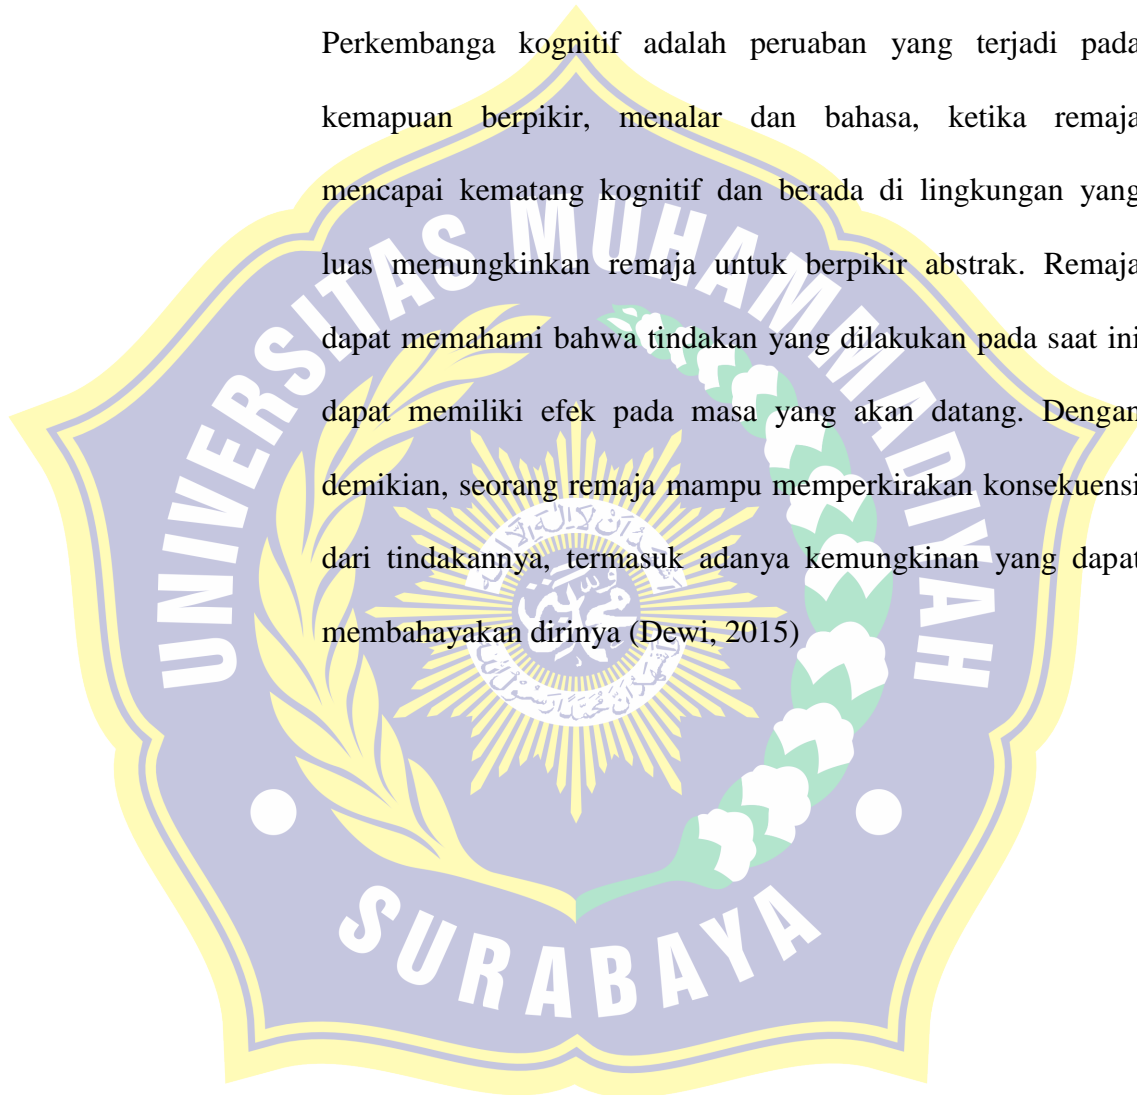 Perkembanga kognitif adalah peruaban yang terjadi pada
kemapuan berpikir, menalar dan bahasa, ketika remaja
mencapai kematang kognitif dan berada di lingkungan yang
luas memungkinkan remaja untuk berpikir abstrak. Remaja
dapat memahami bahwa tindakan yang dilakukan pada saat ini
dapat memiliki efek pada masa yang akan datang. Dengan
demikian, seorang remaja mampu memperkirakan konsekuensi
dari tindakannya, termasuk adanya kemungkinan yang dapat
membahayakan dirinya (Dewi, 2015)
UNIVERSITAS MUHAMMADIYAH
SURABAYA